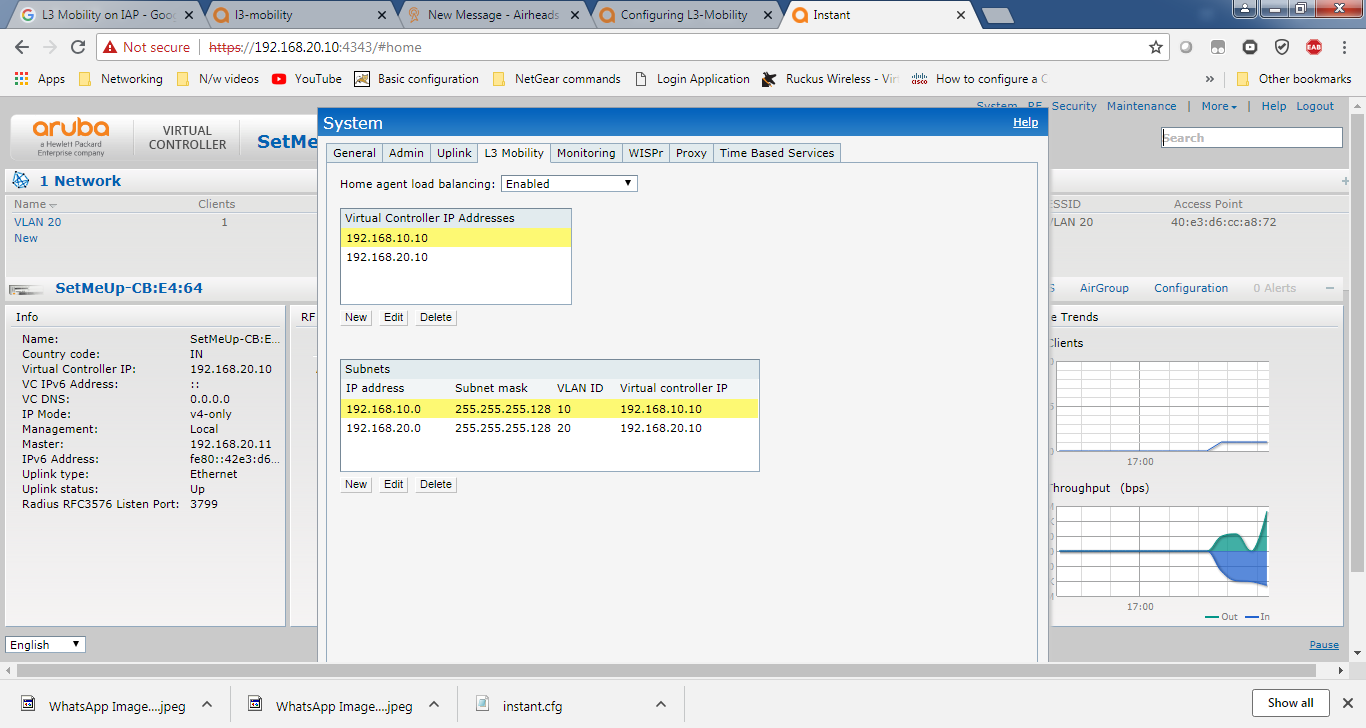 L3 Mobility on IAP - Goo
l3-mobility
New Message - Airheads
Configuring L3-Mobility
Instant
Not secure https://192.168.20.10:4343/#home
Apps Networking N/w videos YouTube Basic configuration NetGear commands Login Application Ruckus Wireless - Vir How to configure a C » Other bookmarks
System RF Security Maintenance | More | Help Logout
aruba
a Hewlett Packard
Enterprise company
VIRTUAL
CONTROLLER
SetMe
Search
System
Help
General Admin Uplink L3 Mobility Monitoring WISPr Proxy Time Based Services
1 Network
Name Clients
VLAN 20 1
New
Home agent load balancing: Enabled
Virtual Controller IP Addresses
192.168.10.10
192.168.20.10
New Edit Delete
Subnets
IP address Subnet mask VLAN ID Virtual controller IP
192.168.10.0 255.255.255.128 10 192.168.10.10
192.168.20.0 255.255.255.128 20 192.168.20.10
New Edit Delete
ESSID Access Point
VLAN 20 40:e3:d6:cc:a8:72
SetMeUp-CB:E4:64
S AirGroup Configuration 0 Alerts
Info
RF
Name: SetMeUp-CB:E...
Country code: IN
Virtual Controller IP: 192.168.20.10
VC IPv6 Address: ::
VC DNS: 0.0.0.0
IP Mode: v4-only
Management: Local
Master: 192.168.20.11
IPv6 Address: fe80::42e3:d6...
Uplink type: Ethernet
Uplink status: Up
Radius RFC3576 Listen Port: 3799
e Trends
Clients
17:00
Throughput (bps)
17:00
Out In
English
Pause
WhatsApp Image....jpeg
WhatsApp Image....jpeg
instant.cfg
Show all